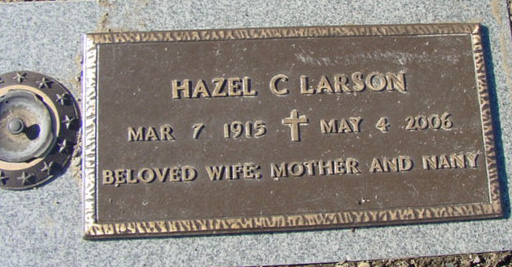 HAZEL C LARSON
MAR 7 1915 MAY 4 2006
BELOVED WIFE; MOTHER AND NANY